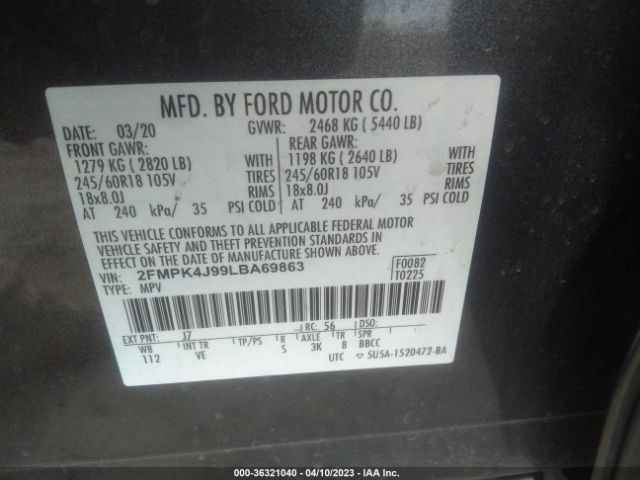 MFD. BY FORD MOTOR CO.
DATE: 03/20 GVWR: 2468 KG ( 5440 LB)
FRONT GAWR: REAR GAWR:
1279 KG ( 2820 LB) WITH 1198 KG ( 2640 LB) WITH
245/60R18 105V TIRES 245/60R18 105V TIRES
18x8.0J RIMS 18x8.0J RIMS
AT 240 kPa/ 35 PSI COLD AT 240 kPa/ 35 PSI COLD
THIS VEHICLE CONFORMS TO ALL APPLICABLE FEDERAL MOTOR
VEHICLE SAFETY AND THEFT PREVENTION STANDARDS IN
EFFECT ON THE DATE OF MANUFACTURE SHOWN ABOVE.
VIN: 2FMPK4J99LBA69863 F0082
TYPE: MPV T0225
EXT PNT: J7 RC: 56 DSO:
WB INT TR TP/PS R AXLE TR SPR
112 VE S 3K 8 BBCC
UTC 5U5A-1520472-BA
000-36321040 - 04/10/2023 - IAA Inc.